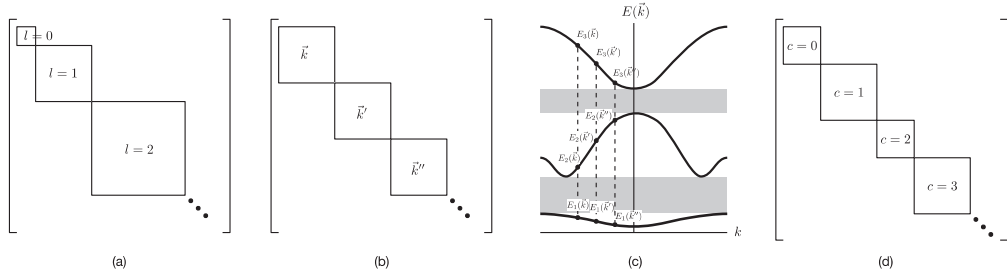 l = 0
l = 1
l = 2
(a)
k⃗
k⃗′
k⃗′′
(b)
E(k⃗)
E₃(k⃗)
E₃(k⃗′)
E₃(k⃗′′)
E₂(k⃗′′)
E₂(k⃗′)
E₂(k⃗)
E₁(k⃗)
E₁(k⃗′)
E₁(k⃗′′)
k
(c)
c = 0
c = 1
c = 2
c = 3
(d)